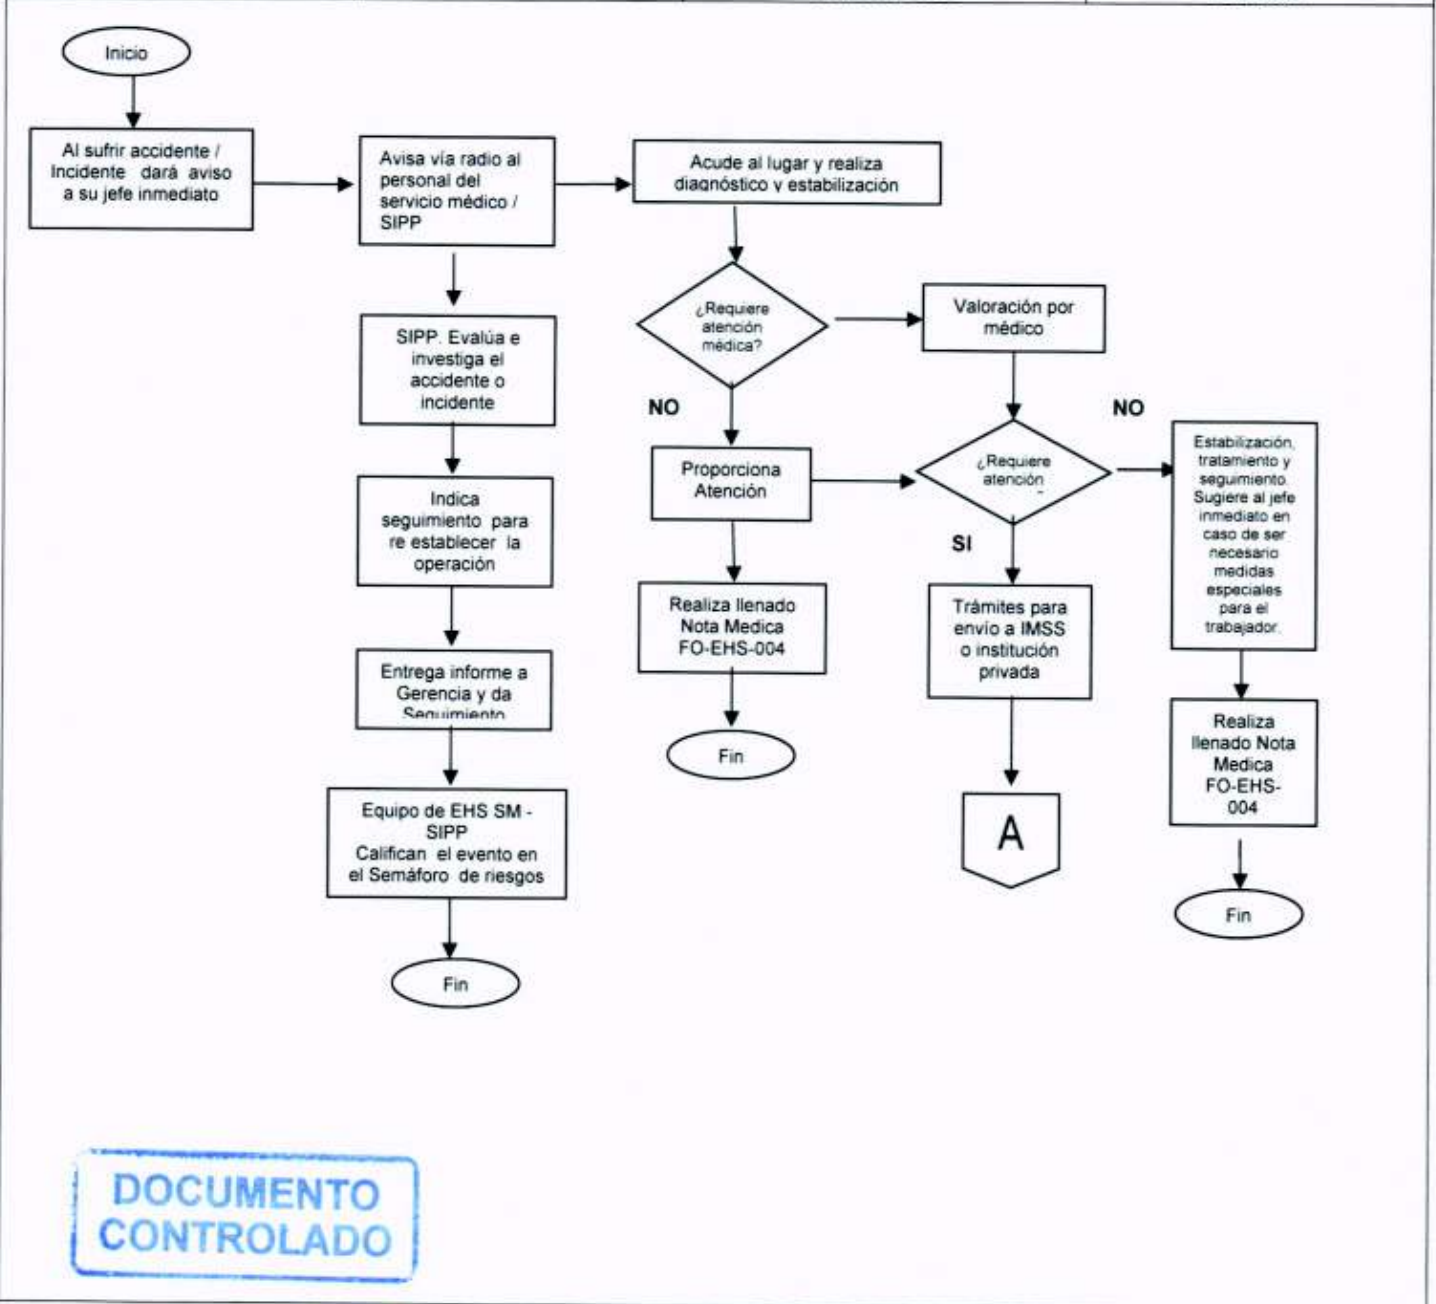 Inicio
Al sufrir accidente /
Incidente dará aviso
a su jefe inmediato
Avisa vía radio al
personal del
servicio médico /
SIPP
Acude al lugar y realiza
diagnóstico y estabilización
SIPP. Evalúa e
investiga el
accidente o
incidente
Indica
seguimiento para
re establecer la
operación
Entrega informe a
Gerencia y da
Seguimiento
Equipo de EHS SM -
SIPP
Califican el evento en
el Semáforo de riesgos
Fin
¿Requiere
atención
médica?
NO
Proporciona
Atención
Realiza llenado
Nota Medica
FO-EHS-004
Fin
Valoración por
médico
¿Requiere
atención
SI
Trámites para
envío a IMSS
o institución
privada
A
NO
Estabilización,
tratamiento y
seguimiento.
Sugiere al jefe
inmediato en
caso de ser
necesario
medidas
especiales
para el
trabajador.
Realiza
llenado Nota
Medica
FO-EHS-
004
Fin
DOCUMENTO
CONTROLADO